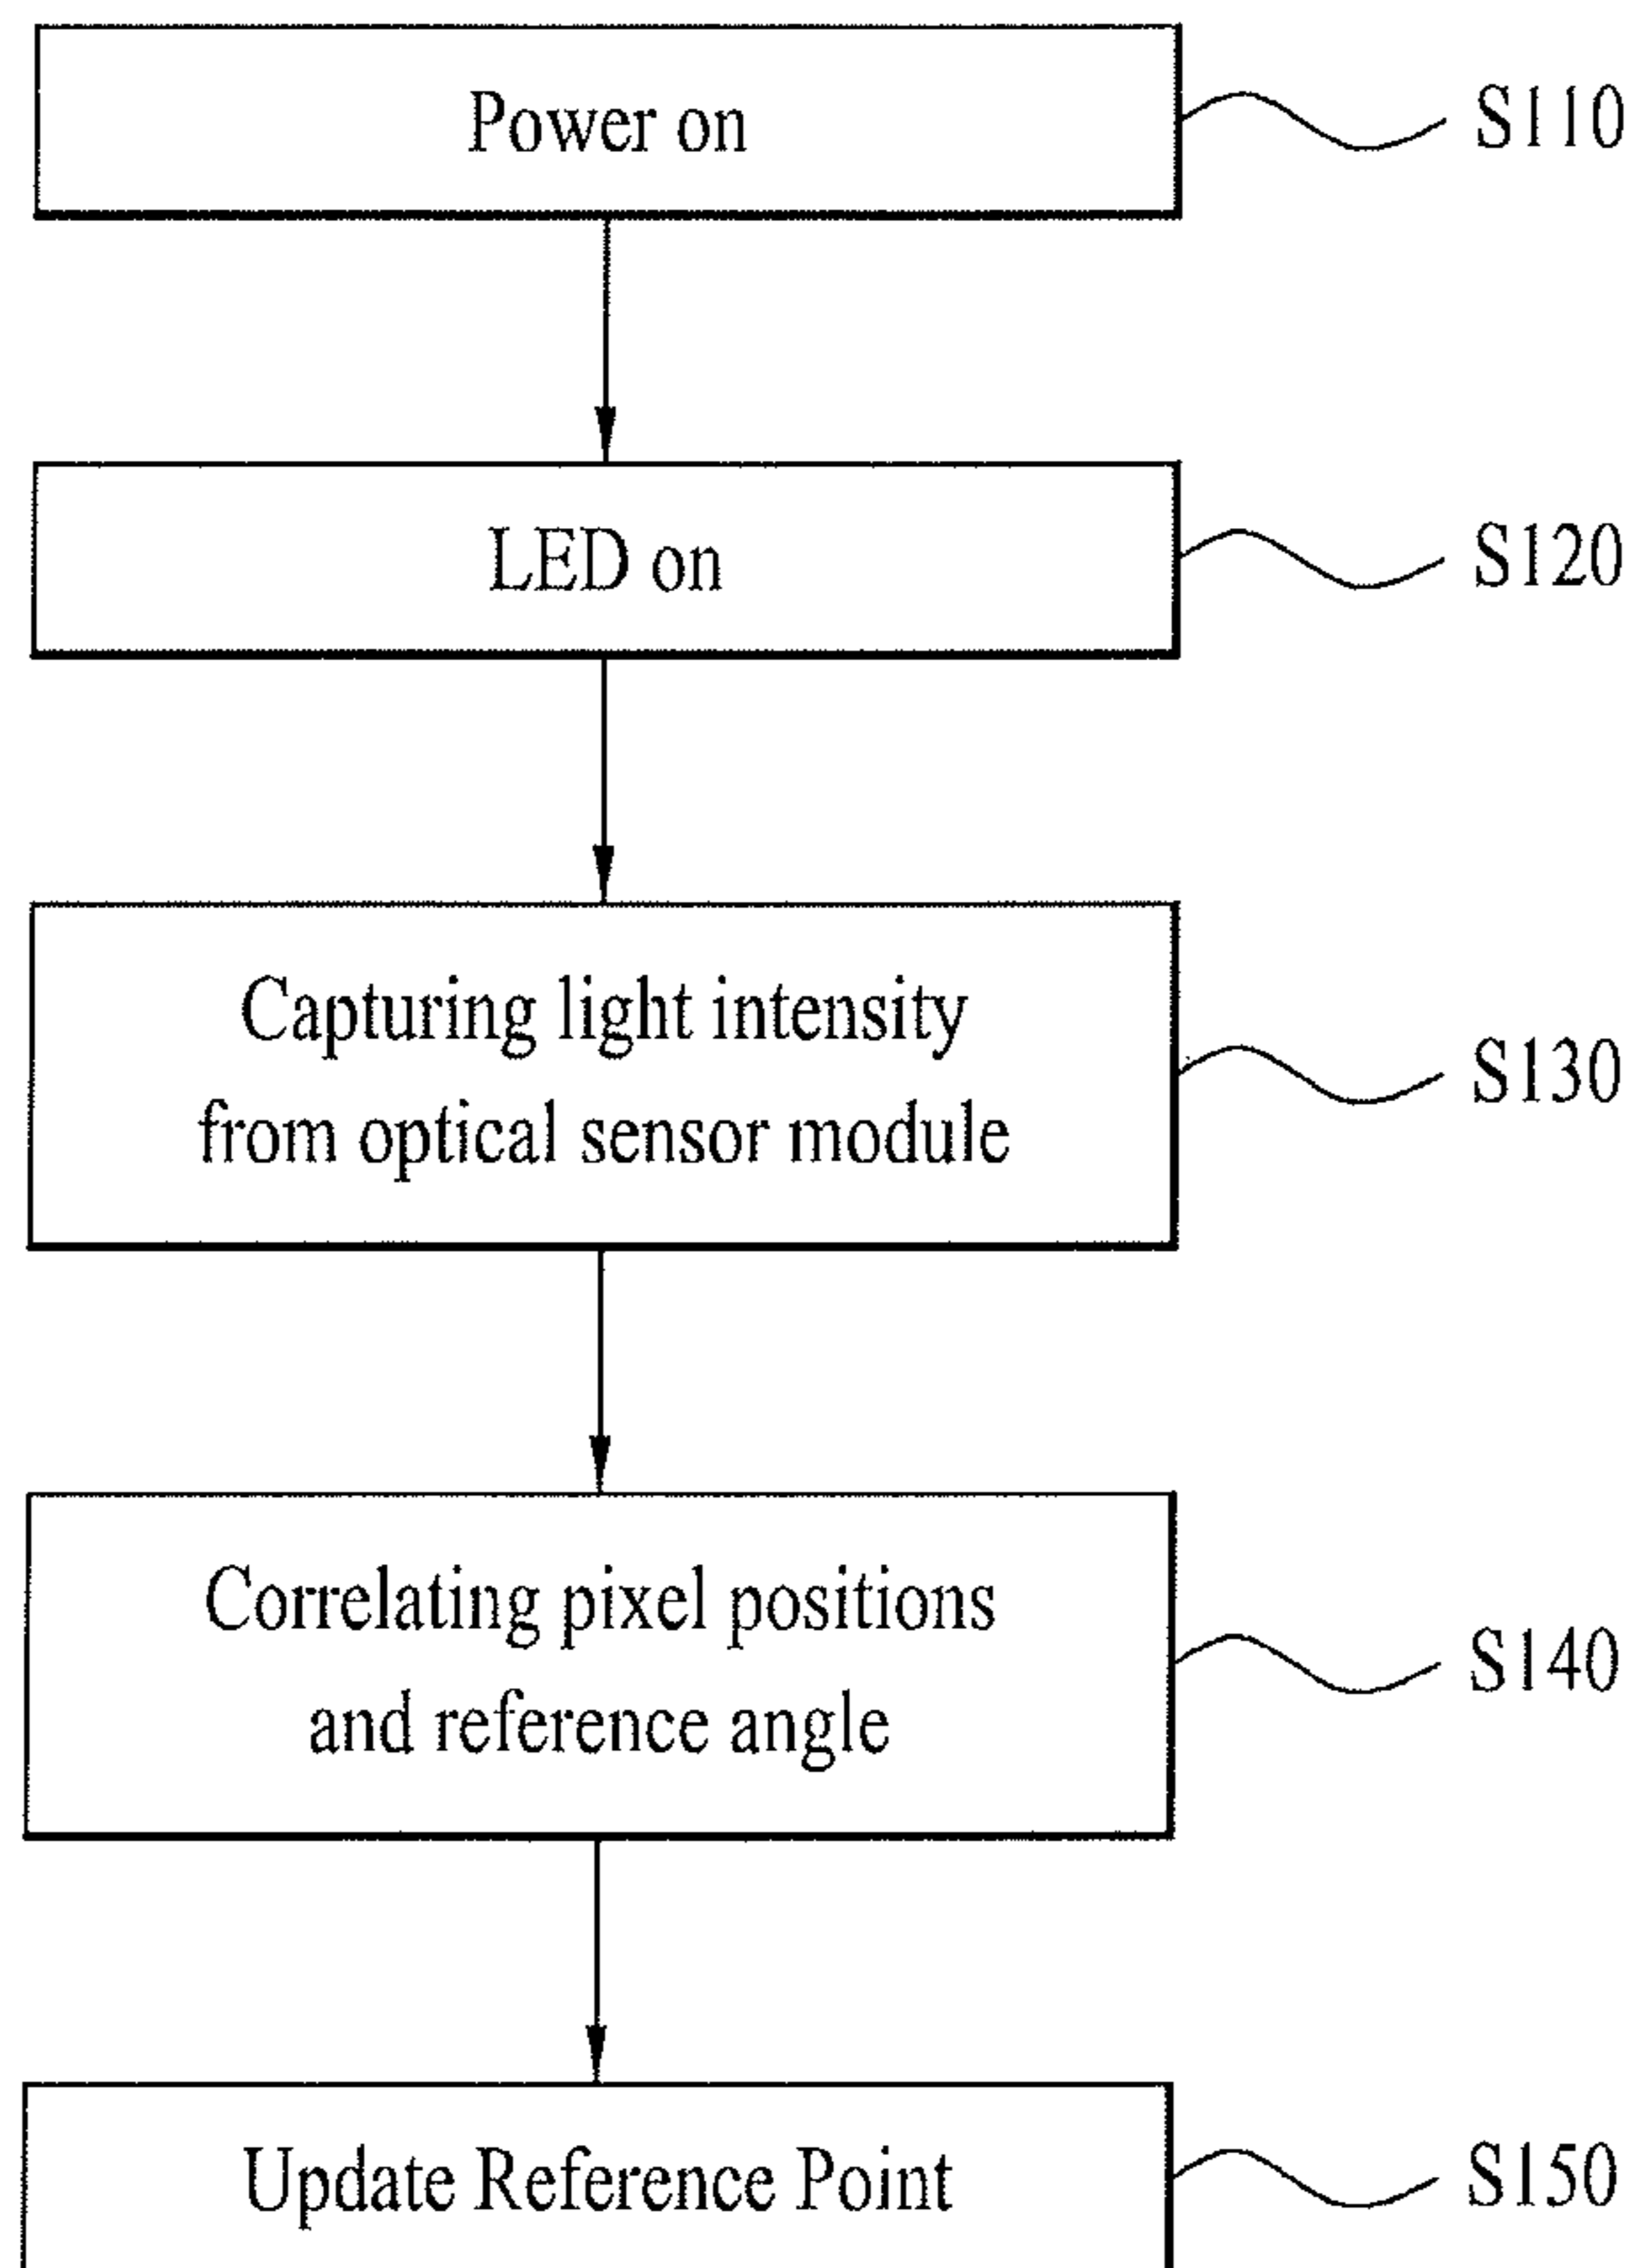 Power on
S110
LED on
S120
Capturing light intensity
from optical sensor module
S130
Correlating pixel positions
and reference angle
S140
Update Reference Point
S150